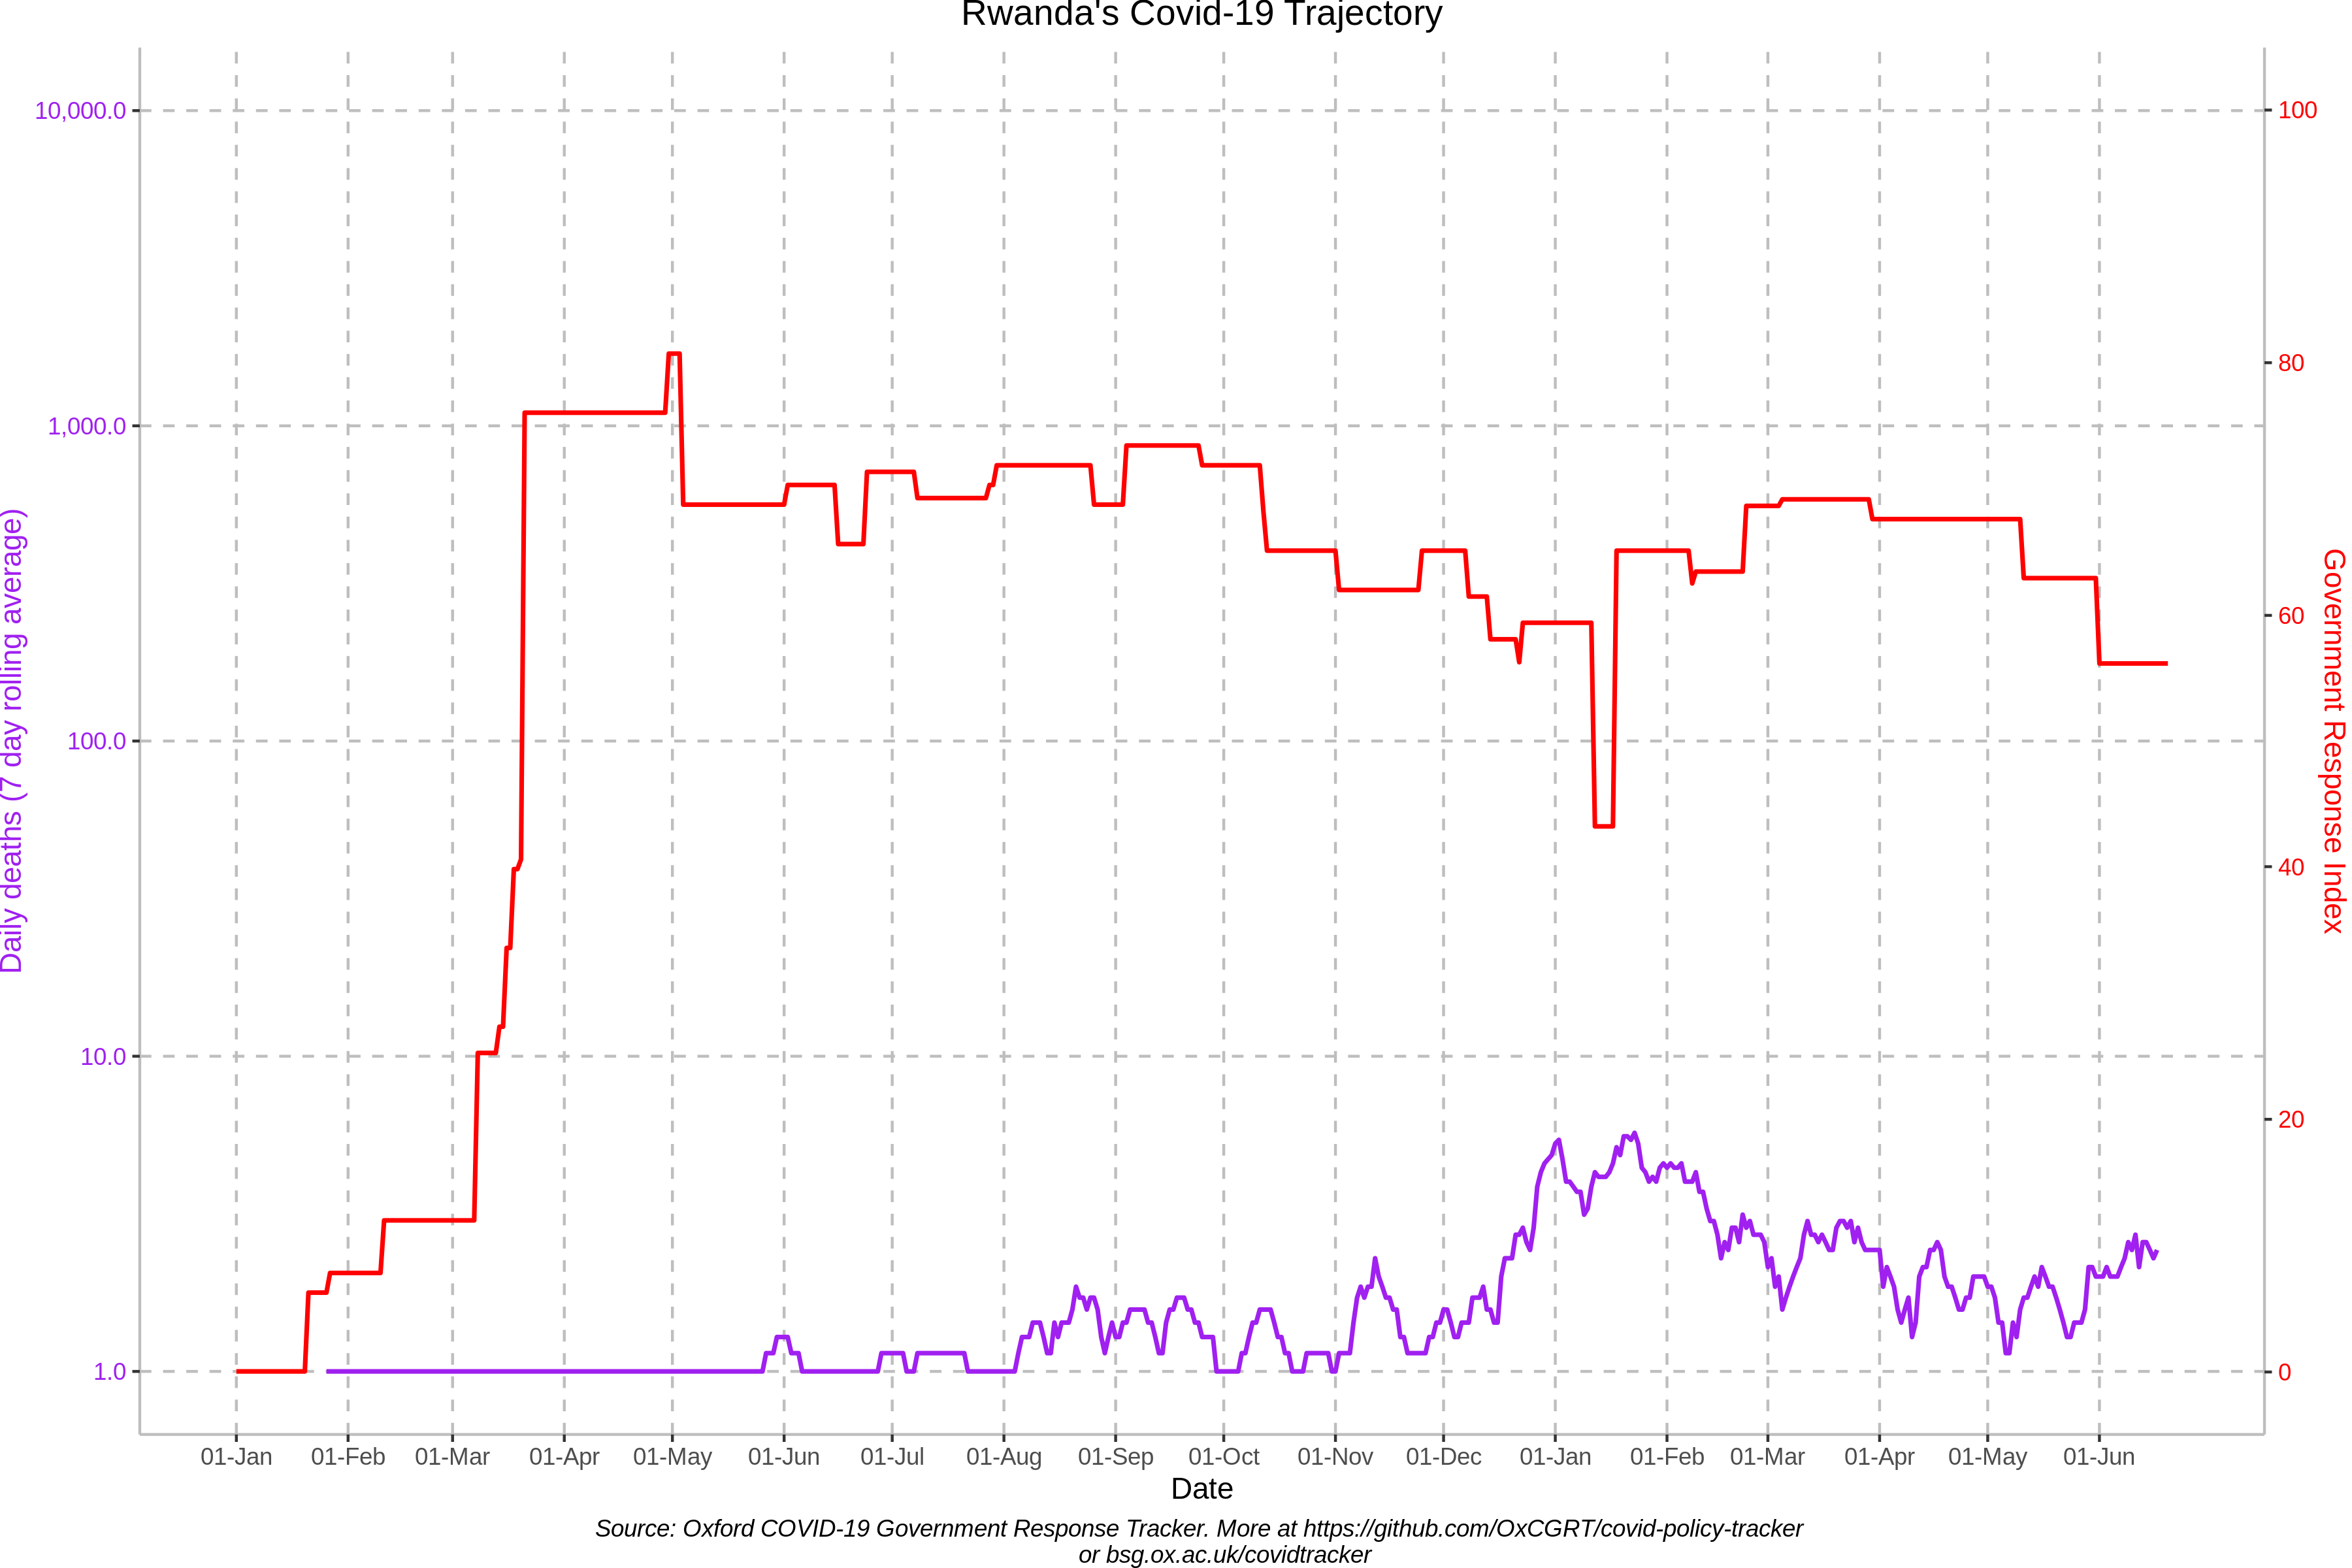 Rwanda's Covid-19 Trajectory
10,000.0
1,000.0
100.0
10.0
1.0
Daily deaths (7 day rolling average)
100
80
60
40
20
0
Government Response Index
01-Jan 01-Feb 01-Mar 01-Apr 01-May 01-Jun 01-Jul 01-Aug 01-Sep 01-Oct 01-Nov 01-Dec 01-Jan 01-Feb 01-Mar 01-Apr 01-May 01-Jun
Date
Source: Oxford COVID-19 Government Response Tracker. More at https://github.com/OxCGRT/covid-policy-tracker
or bsg.ox.ac.uk/covidtracker